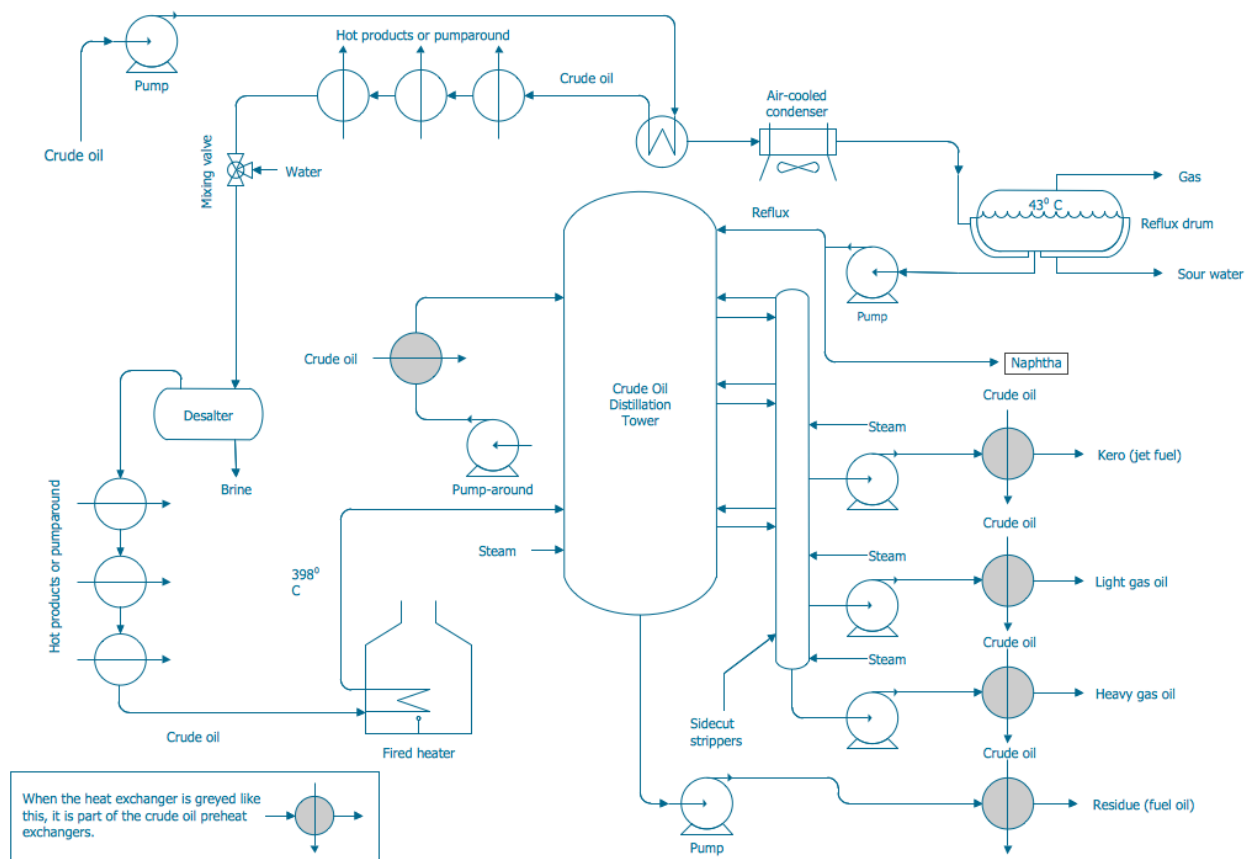 Hot products or pumparound
Pump
Crude oil
Crude oil
Air-cooled
condenser
Mixing valve
Water
Gas
43⁰ C
Reflux
Reflux drum
Sour water
Pump
Crude oil
Naphtha
Crude Oil
Distillation
Tower
Crude oil
Desalter
Steam
Kero (jet fuel)
Brine
Pump-around
Hot products or pumparound
Crude oil
Steam
Steam
398⁰
C
Light gas oil
Crude oil
Steam
Heavy gas oil
Sidecut
strippers
Crude oil
Fired heater
Crude oil
When the heat exchanger is greyed like
this, it is part of the crude oil preheat
exchangers.
Residue (fuel oil)
Pump